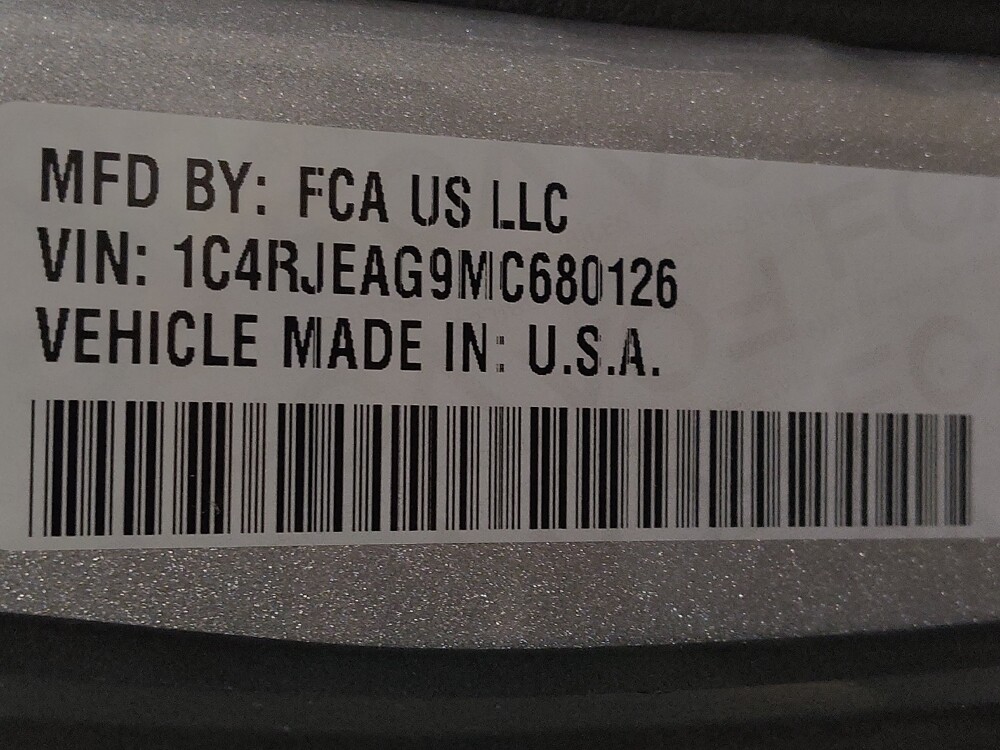 MFD BY: FCA US LLC
VIN: 1C4RJEAG9MC680126
VEHICLE MADE IN: U.S.A.